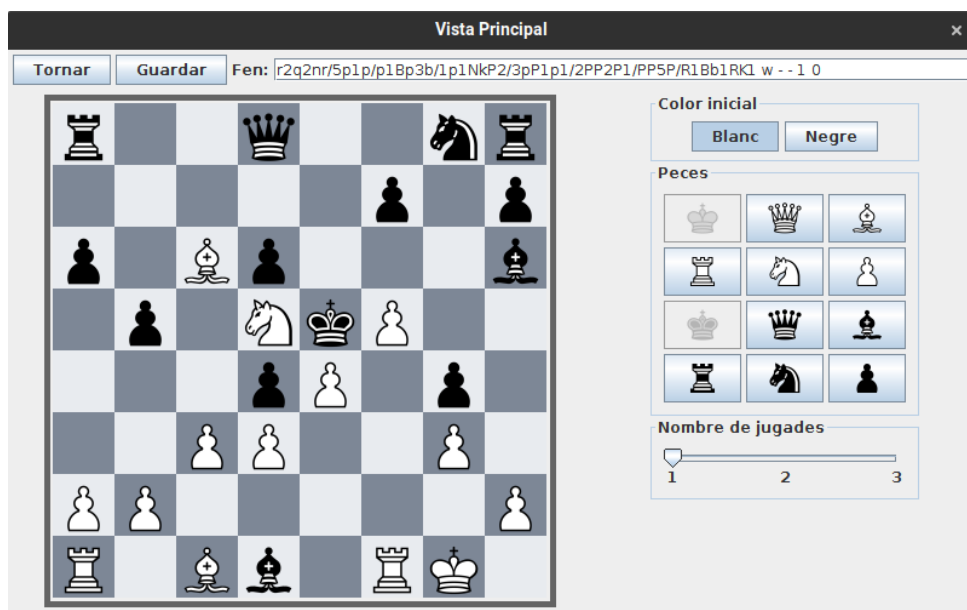 Vista Principal ×
Tornar Guardar Fen: r2q2nr/5p1p/p1Bp3b/1p1NkP2/3pP1p1/2PP2P1/PP5P/R1Bb1RK1 w - - 1 0
Color inicial
Blanc Negre
Peces
Nombre de jugades
1 2 3